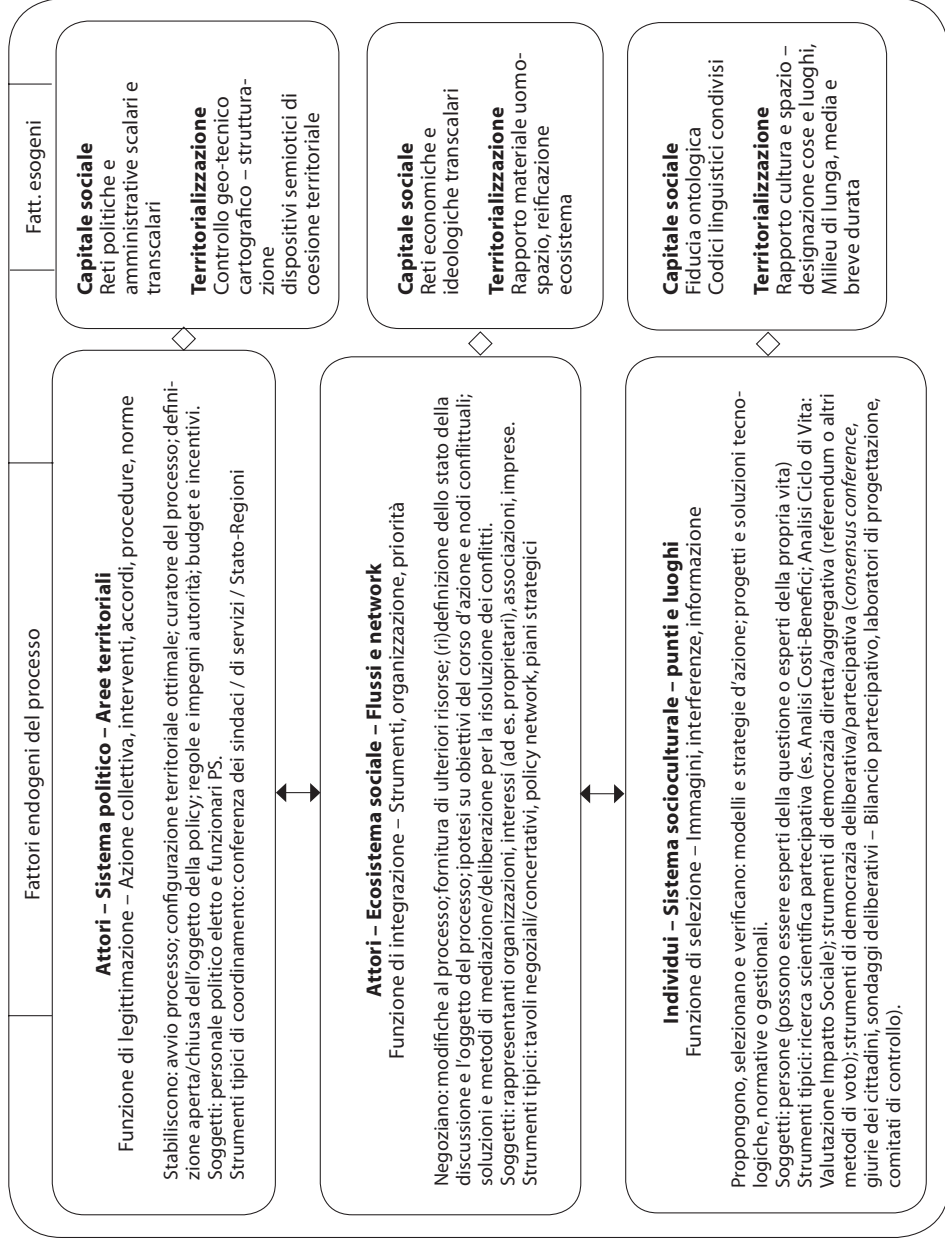 Fattori endogeni del processo
Fatt. esogeni
Attori – Sistema politico – Aree territoriali
Funzione di legittimazione – Azione collettiva, interventi, accordi, procedure, norme
Stabiliscono: avvio processo; configurazione territoriale ottimale; curatore del processo; defini-
zione aperta/chiusa dell'oggetto della policy; regole e impegni autorità; budget e incentivi.
Soggetti: personale politico eletto e funzionari PS.
Strumenti tipici di coordinamento: conferenza dei sindaci / di servizi / Stato-Regioni
Capitale sociale
Reti politiche e
amministrative scalari e
transcalari
Territorializzazione
Controllo geo-tecnico
cartografico – struttura-
zione
dispositivi semiotici di
coesione territoriale
Attori – Ecosistema sociale – Flussi e network
Funzione di integrazione – Strumenti, organizzazione, priorità
Negoziano: modifiche al processo; fornitura di ulteriori risorse; (ri)definizione dello stato della
discussione e l'oggetto del processo; ipotesi su obiettivi del corso d'azione e nodi conflittuali;
soluzioni e metodi di mediazione/deliberazione per la risoluzione dei conflitti.
Soggetti: rappresentanti organizzazioni, interessi (ad es. proprietari), associazioni, imprese.
Strumenti tipici: tavoli negoziali/concertativi, policy network, piani strategici
Capitale sociale
Reti economiche e
ideologiche transcalari
Territorializzazione
Rapporto materiale uomo-
spazio, reificazione
ecosistema
Individui – Sistema socioculturale – punti e luoghi
Funzione di selezione – Immagini, interferenze, informazione
Propongono, selezionano e verificano: modelli e strategie d'azione; progetti e soluzioni tecno-
logiche, normative o gestionali.
Soggetti: persone (possono essere esperti della questione o esperti della propria vita)
Strumenti tipici: ricerca scientifica partecipativa (es. Analisi Costi-Benefici; Analisi Ciclo di Vita:
Valutazione Impatto Sociale); strumenti di democrazia diretta/aggregativa (referendum o altri
metodi di voto); strumenti di democrazia deliberativa/partecipativa (consensus conference,
giurie dei cittadini, sondaggi deliberativi – Bilancio partecipativo, laboratori di progettazione,
comitati di controllo).
Capitale sociale
Fiducia ontologica
Codici linguistici condivisi
Territorializzazione
Rapporto cultura e spazio –
designazione cose e luoghi,
Milieu di lunga, media e
breve durata